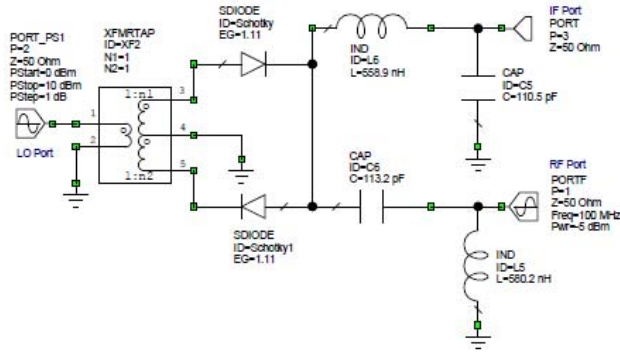 PORT_PS1
P=2
Z=50 Ohm
PStart=0 dBm
PStop=10 dBm
PStep=1 dB
LO Port
XFMRTAP
ID=XF2
N1=1
N2=1
1:n1
1:n2
1
2
3
4
5
SDIODE
ID=Schotky
EG=1.11
SDIODE
ID=Schotky1
EG=1.11
IND
ID=L6
L=558.9 nH
IF Port
PORT
P=3
Z=50 Ohm
CAP
ID=C5
C=110.5 pF
CAP
ID=C6
C=113.2 pF
RF Port
PORTF
P=1
Z=50 Ohm
Freq=100 MHz
Pwr=-5 dBm
IND
ID=L5
L=580.2 nH